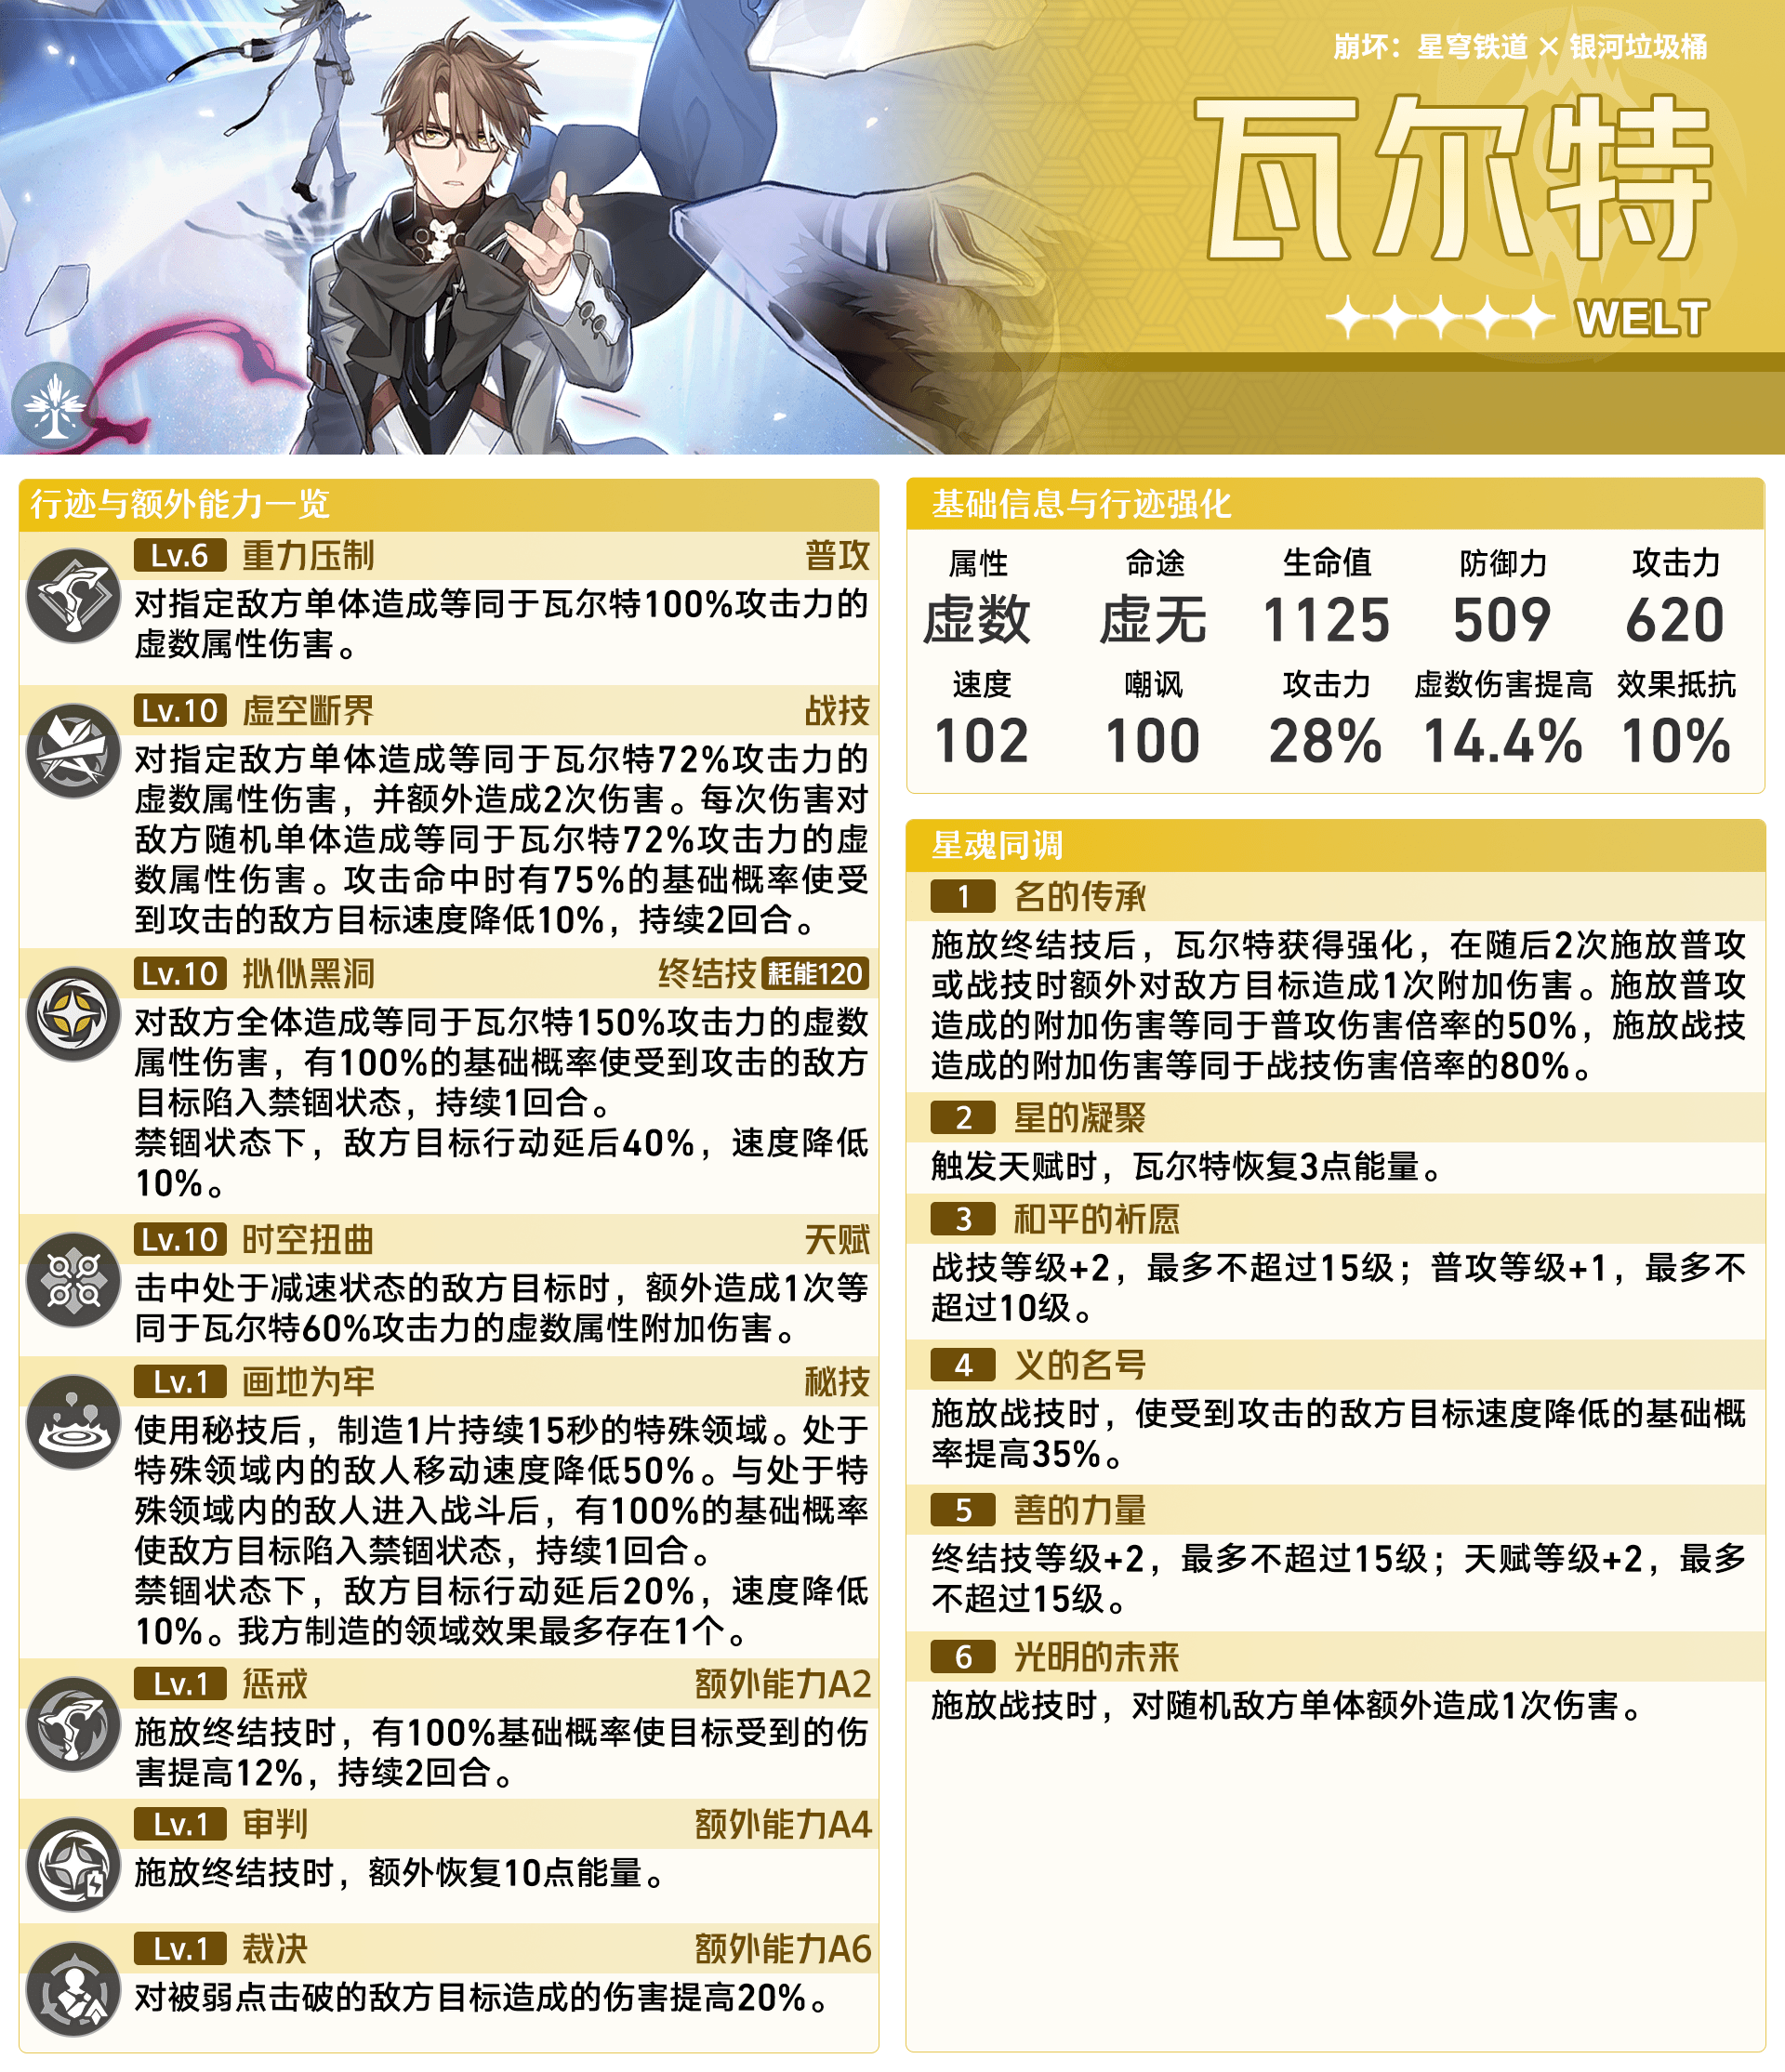 崩坏：星穹铁道 × 银河垃圾桶
瓦尔特
WELT
行迹与额外能力一览
Lv.6 重力压制 普攻
对指定敌方单体造成等同于瓦尔特100%攻击力的
虚数属性伤害。
Lv.10 虚空断界 战技
对指定敌方单体造成等同于瓦尔特72%攻击力的
虚数属性伤害，并额外造成2次伤害。每次伤害对
敌方随机单体造成等同于瓦尔特72%攻击力的虚
数属性伤害。攻击命中时有75%的基础概率使受
到攻击的敌方目标速度降低10%，持续2回合。
Lv.10 拟似黑洞 终结技 耗能120
对敌方全体造成等同于瓦尔特150%攻击力的虚数
属性伤害，有100%的基础概率使受到攻击的敌方
目标陷入禁锢状态，持续1回合。
禁锢状态下，敌方目标行动延后40%，速度降低
10%。
Lv.10 时空扭曲 天赋
击中处于减速状态的敌方目标时，额外造成1次等
同于瓦尔特60%攻击力的虚数属性附加伤害。
Lv.1 画地为牢 秘技
使用秘技后，制造1片持续15秒的特殊领域。处于
特殊领域内的敌人移动速度降低50%。与处于特
殊领域内的敌人进入战斗后，有100%的基础概率
使敌方目标陷入禁锢状态，持续1回合。
禁锢状态下，敌方目标行动延后20%，速度降低
10%。我方制造的领域效果最多存在1个。
Lv.1 惩戒 额外能力A2
施放终结技时，有100%基础概率使目标受到的伤
害提高12%，持续2回合。
Lv.1 审判 额外能力A4
施放终结技时，额外恢复10点能量。
Lv.1 裁决 额外能力A6
对被弱点击破的敌方目标造成的伤害提高20%。
基础信息与行迹强化
属性 命途 生命值 防御力 攻击力
虚数 虚无 1125 509 620
速度 嘲讽 攻击力 虚数伤害提高 效果抵抗
102 100 28% 14.4% 10%
星魂同调
1 名的传承
施放终结技后，瓦尔特获得强化，在随后2次施放普攻
或战技时额外对敌方目标造成1次附加伤害。施放普攻
造成的附加伤害等同于普攻伤害倍率的50%，施放战技
造成的附加伤害等同于战技伤害倍率的80%。
2 星的凝聚
触发天赋时，瓦尔特恢复3点能量。
3 和平的祈愿
战技等级+2，最多不超过15级；普攻等级+1，最多不
超过10级。
4 义的名号
施放战技时，使受到攻击的敌方目标速度降低的基础概
率提高35%。
5 善的力量
终结技等级+2，最多不超过15级；天赋等级+2，最多
不超过15级。
6 光明的未来
施放战技时，对随机敌方单体额外造成1次伤害。